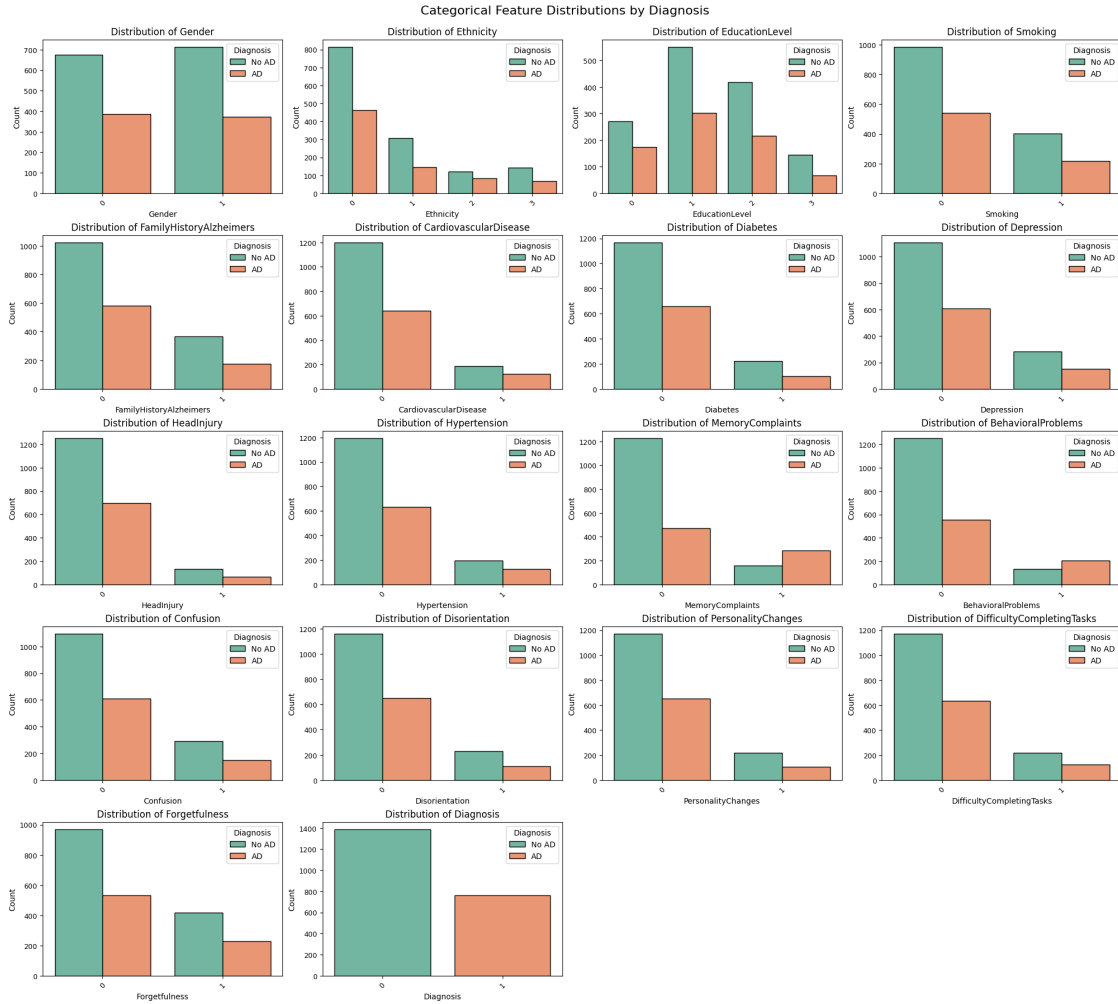 Categorical Feature Distributions by Diagnosis
Distribution of Gender
Count
700
600
500
400
300
200
100
0
0
1
Gender
Diagnosis
No AD
AD
Distribution of Ethnicity
Count
800
700
600
500
400
300
200
100
0
0
1
2
3
Ethnicity
Diagnosis
No AD
AD
Distribution of EducationLevel
Count
500
400
300
200
100
0
0
1
2
3
EducationLevel
Diagnosis
No AD
AD
Distribution of Smoking
Count
1000
800
600
400
200
0
0
1
Smoking
Diagnosis
No AD
AD
Distribution of FamilyHistoryAlzheimers
Count
1000
800
600
400
200
0
0
1
FamilyHistoryAlzheimers
Diagnosis
No AD
AD
Distribution of CardiovascularDisease
Count
1200
1000
800
600
400
200
0
0
1
CardiovascularDisease
Diagnosis
No AD
AD
Distribution of Diabetes
Count
1200
1000
800
600
400
200
0
0
1
Diabetes
Diagnosis
No AD
AD
Distribution of Depression
Count
1000
800
600
400
200
0
0
1
Depression
Diagnosis
No AD
AD
Distribution of HeadInjury
Count
1200
1000
800
600
400
200
0
0
1
HeadInjury
Diagnosis
No AD
AD
Distribution of Hypertension
Count
1200
1000
800
600
400
200
0
0
1
Hypertension
Diagnosis
No AD
AD
Distribution of MemoryComplaints
Count
1200
1000
800
600
400
200
0
0
1
MemoryComplaints
Diagnosis
No AD
AD
Distribution of BehavioralProblems
Count
1200
1000
800
600
400
200
0
0
1
BehavioralProblems
Diagnosis
No AD
AD
Distribution of Confusion
Count
1000
800
600
400
200
0
0
1
Confusion
Diagnosis
No AD
AD
Distribution of Disorientation
Count
1200
1000
800
600
400
200
0
0
1
Disorientation
Diagnosis
No AD
AD
Distribution of PersonalityChanges
Count
1200
1000
800
600
400
200
0
0
1
PersonalityChanges
Diagnosis
No AD
AD
Distribution of DifficultyCompletingTasks
Count
1200
1000
800
600
400
200
0
0
1
DifficultyCompletingTasks
Diagnosis
No AD
AD
Distribution of Forgetfulness
Count
1000
800
600
400
200
0
0
1
Forgetfulness
Diagnosis
No AD
AD
Distribution of Diagnosis
Count
1400
1200
1000
800
600
400
200
0
0
1
Diagnosis
Diagnosis
No AD
AD